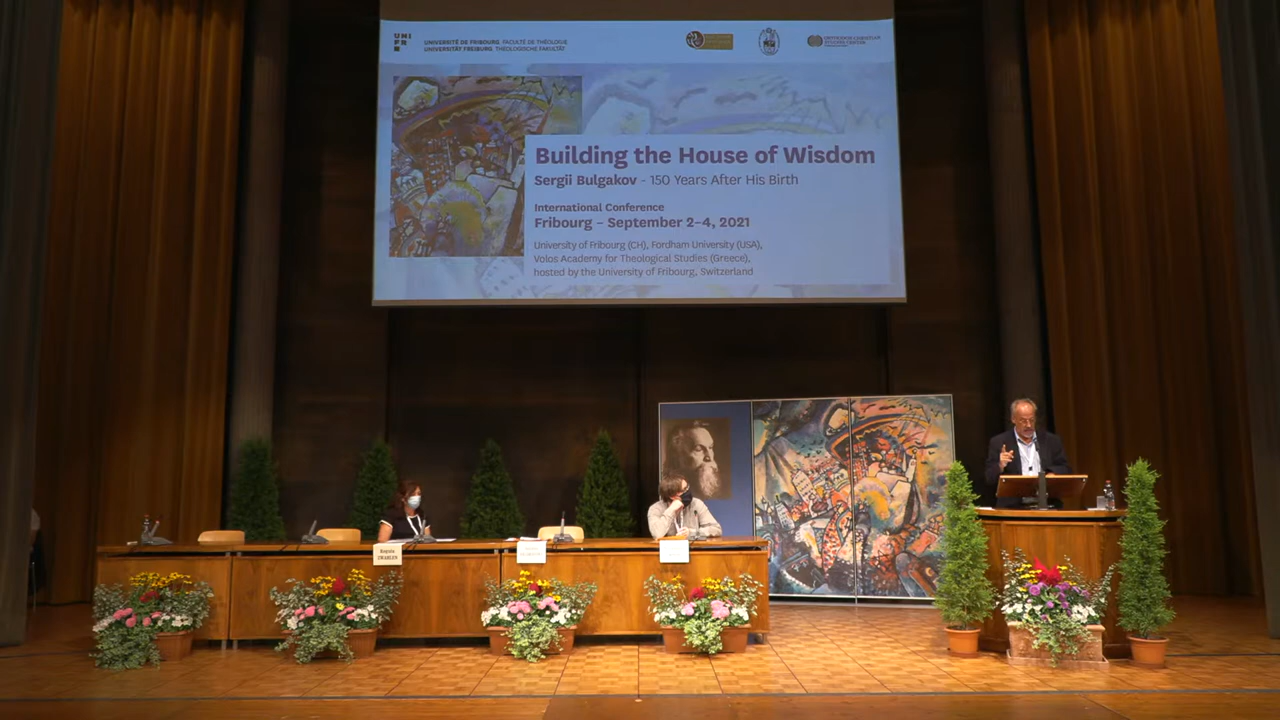 UNI
FR
UNIVERSITÉ DE FRIBOURG FACULTÉ DE THÉOLOGIE
UNIVERSITÄT FREIBURG THEOLOGISCHE FAKULTÄT
Building the House of Wisdom
Sergii Bulgakov - 150 Years After His Birth
International Conference
Fribourg – September 2–4, 2021
University of Fribourg (CH), Fordham University (USA),
Volos Academy for Theological Studies (Greece),
hosted by the University of Fribourg, Switzerland
Regula
ZWAHLEN